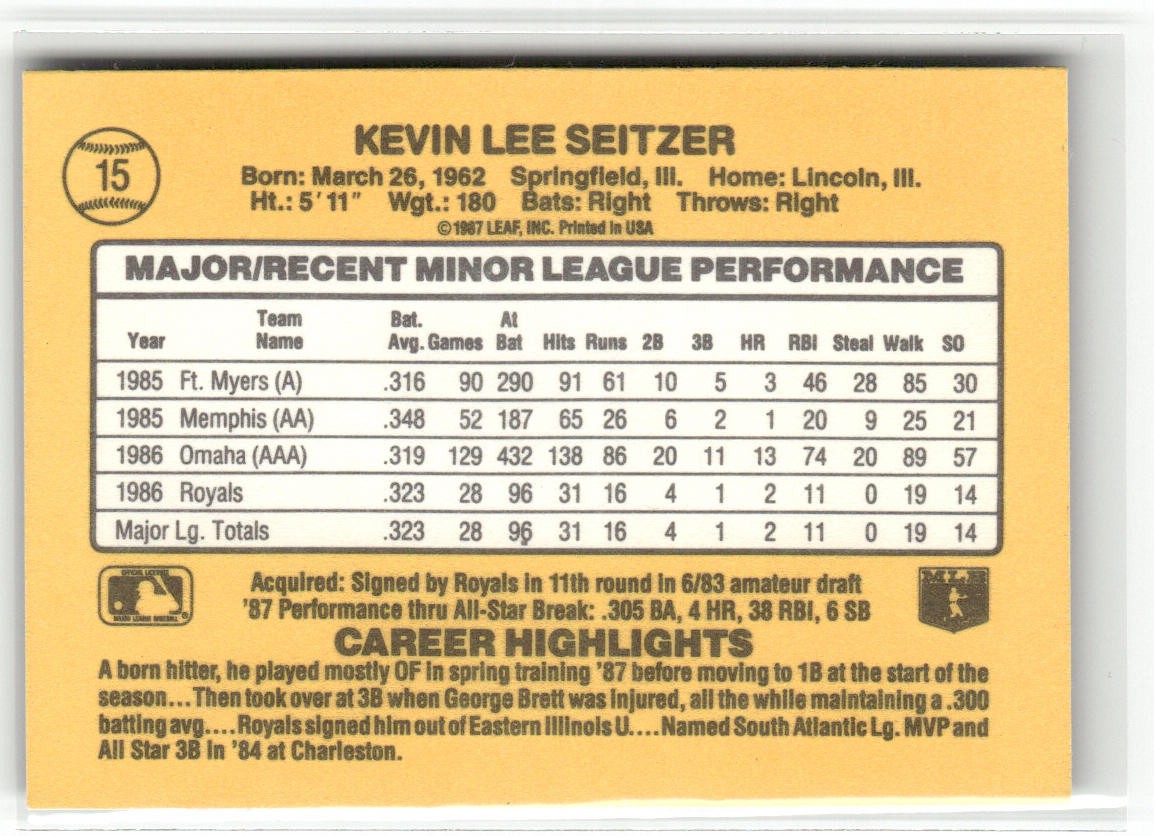 15
KEVIN LEE SEITZER
Born: March 26, 1962 Springfield, Ill. Home: Lincoln, Ill.
Ht.: 5'11" Wgt.: 180 Bats: Right Throws: Right
©1987 LEAF, INC. Printed in USA
MAJOR/RECENT MINOR LEAGUE PERFORMANCE
Year Team Name Bat. Avg. Games At Bat Hits Runs 2B 3B HR RBI Steal Walk SO
1985 Ft. Myers (A) .316 90 290 91 61 10 5 3 46 28 85 30
1985 Memphis (AA) .348 52 187 65 26 6 2 1 20 9 25 21
1986 Omaha (AAA) .319 129 432 138 86 20 11 13 74 20 89 57
1986 Royals .323 28 96 31 16 4 1 2 11 0 19 14
Major Lg. Totals .323 28 96 31 16 4 1 2 11 0 19 14
OFFICIAL LICENSEE
MAJOR LEAGUE BASEBALL
Acquired: Signed by Royals in 11th round in 6/83 amateur draft
'87 Performance thru All-Star Break: .305 BA, 4 HR, 38 RBI, 6 SB
CAREER HIGHLIGHTS
A born hitter, he played mostly OF in spring training '87 before moving to 1B at the start of the
season...Then took over at 3B when George Brett was injured, all the while maintaining a .300
batting avg....Royals signed him out of Eastern Illinois U....Named South Atlantic Lg. MVP and
All Star 3B in '84 at Charleston.